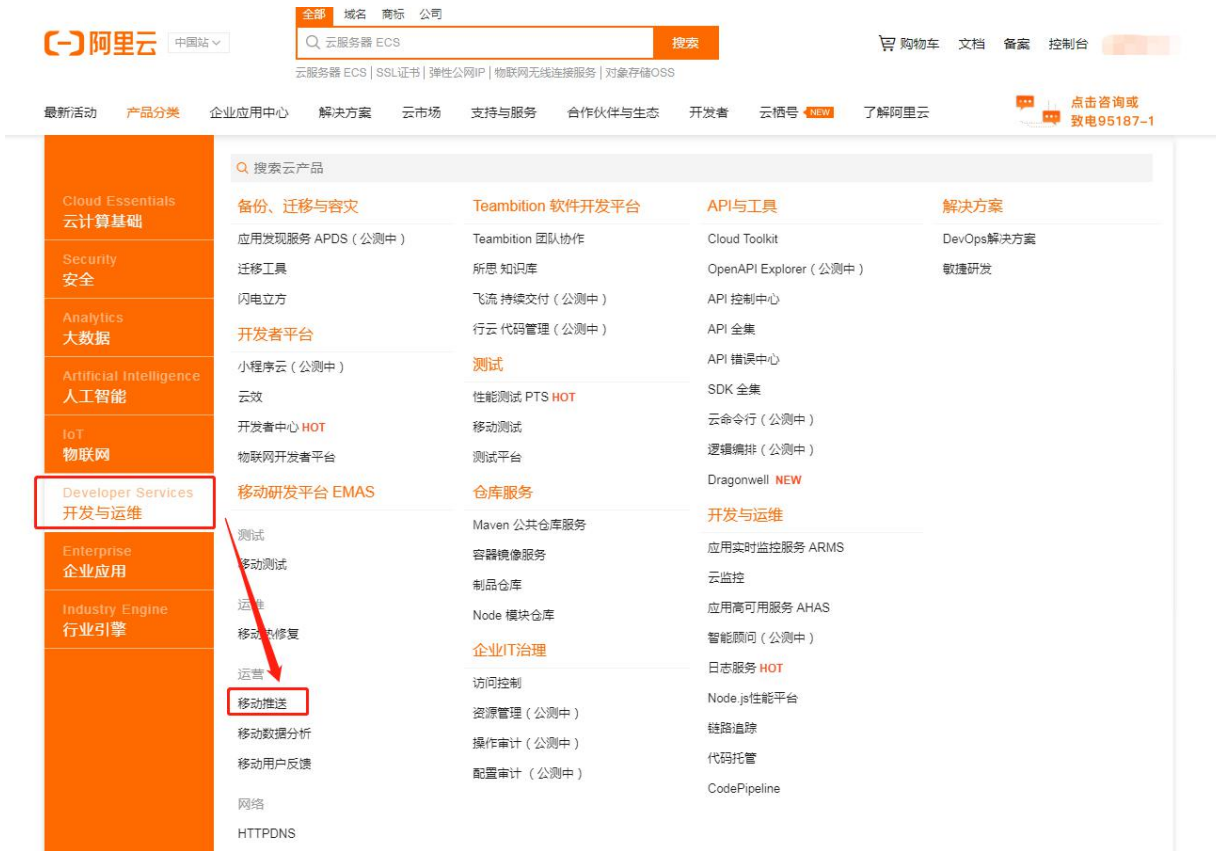 全部 域名 商标 公司
阿里云 中国站
云服务器 ECS 搜索
购物车 文档 备案 控制台
云服务器 ECS | SSL证书 | 弹性公网IP | 物联网无线连接服务 | 对象存储OSS
最新活动 产品分类 企业应用中心 解决方案 云市场 支持与服务 合作伙伴与生态 开发者 云栖号 NEW 了解阿里云
点击咨询或
致电95187-1
Cloud Essentials
云计算基础
Security
安全
Analytics
大数据
Artificial Intelligence
人工智能
IoT
物联网
Developer Services
开发与运维
Enterprise
企业应用
Industry Engine
行业引擎
搜索云产品
备份、迁移与容灾
应用发现服务 APDS（公测中）
迁移工具
闪电立方
开发者平台
小程序云（公测中）
云效
开发者中心 HOT
物联网开发者平台
移动研发平台 EMAS
测试
移动测试
运维
移动热修复
运营
移动推送
移动数据分析
移动用户反馈
网络
HTTPDNS
Teambition 软件开发平台
Teambition 团队协作
所思 知识库
飞流 持续交付（公测中）
行云 代码管理（公测中）
测试
性能测试 PTS HOT
移动测试
测试平台
仓库服务
Maven 公共仓库服务
容器镜像服务
制品仓库
Node 模块仓库
企业IT治理
访问控制
资源管理（公测中）
操作审计（公测中）
配置审计 （公测中）
API与工具
Cloud Toolkit
OpenAPI Explorer（公测中）
API 控制中心
API 全集
API 错误中心
SDK 全集
云命令行（公测中）
逻辑编排（公测中）
Dragonwell NEW
开发与运维
应用实时监控服务 ARMS
云监控
应用高可用服务 AHAS
智能顾问（公测中）
日志服务 HOT
Node.js性能平台
链路追踪
代码托管
CodePipeline
解决方案
DevOps解决方案
敏捷研发